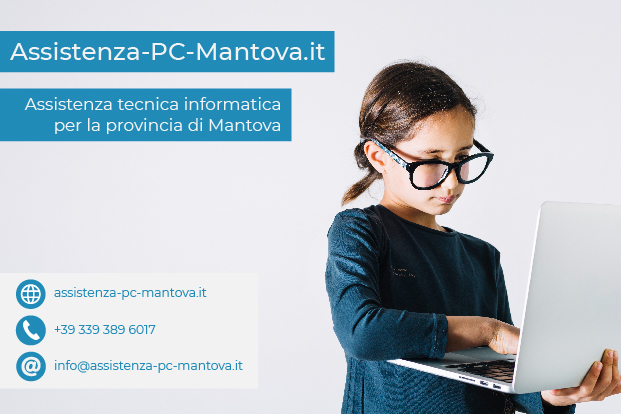 Assistenza-PC-Mantova.it
Assistenza tecnica informatica
per la provincia di Mantova
assistenza-pc-mantova.it
+39 339 389 6017
info@assistenza-pc-mantova.it